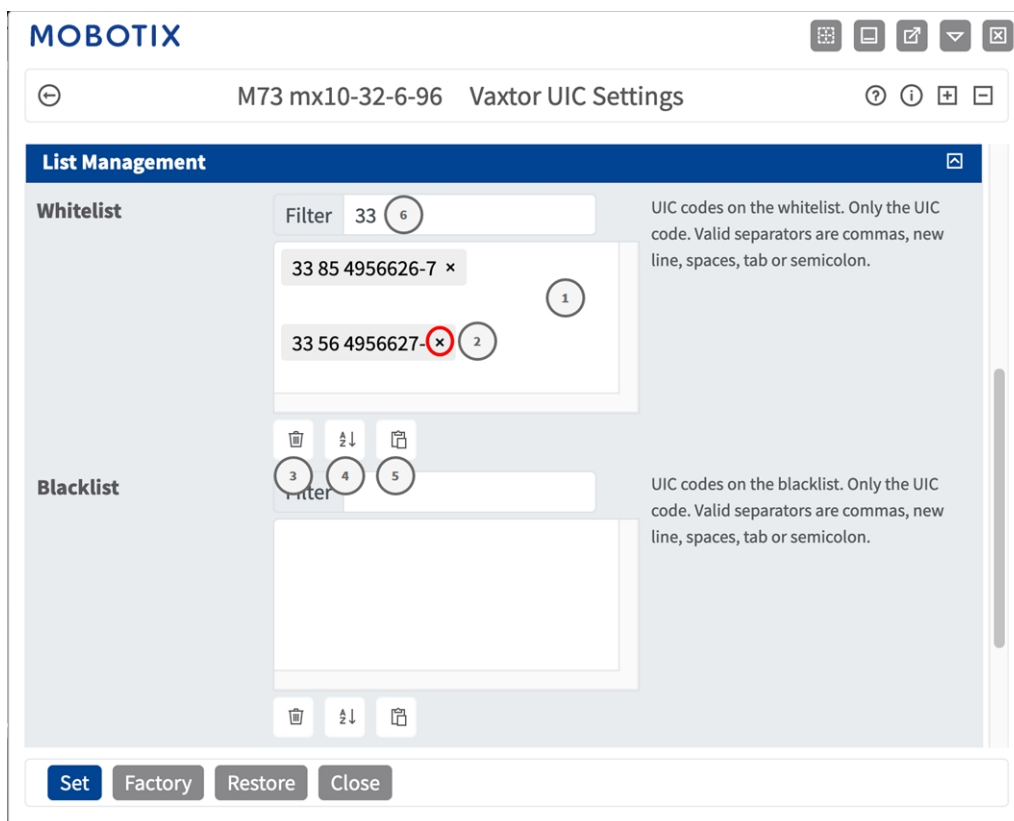 MOBOTIX
M73 mx10-32-6-96 Vaxtor UIC Settings
List Management
Whitelist
Filter 33 6
UIC codes on the whitelist. Only the UIC
code. Valid separators are commas, new
line, spaces, tab or semicolon.
33 85 4956626-7 ×
1
33 56 4956627- × 2
3 4 5
Blacklist
Filter
UIC codes on the blacklist. Only the UIC
code. Valid separators are commas, new
line, spaces, tab or semicolon.
Set Factory Restore Close